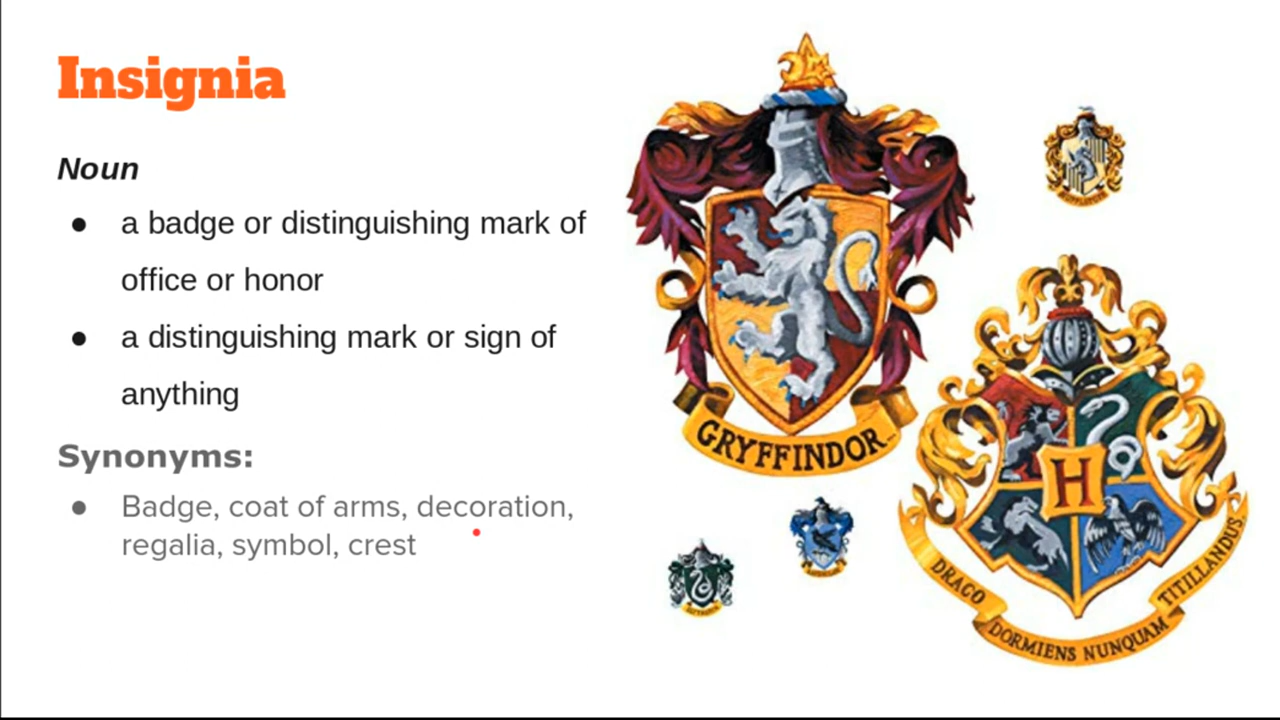 Insignia
Noun
● a badge or distinguishing mark of
office or honor
● a distinguishing mark or sign of
anything
Synonyms:
● Badge, coat of arms, decoration,
regalia, symbol, crest
GRYFFINDOR
H
DRACO
DORMIENS NUNQUAM
TITILLANDUS